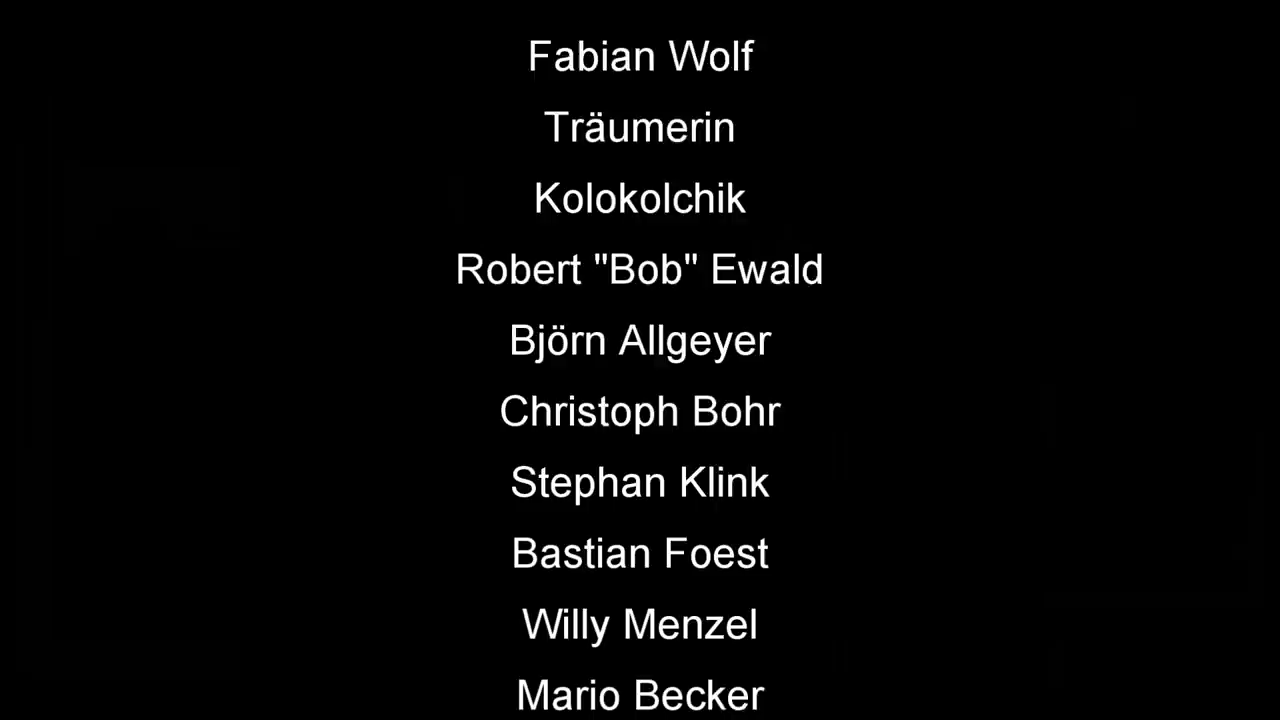 Fabian Wolf
Träumerin
Kolokolchik
Robert "Bob" Ewald
Björn Allgeyer
Christoph Bohr
Stephan Klink
Bastian Foest
Willy Menzel
Mario Becker